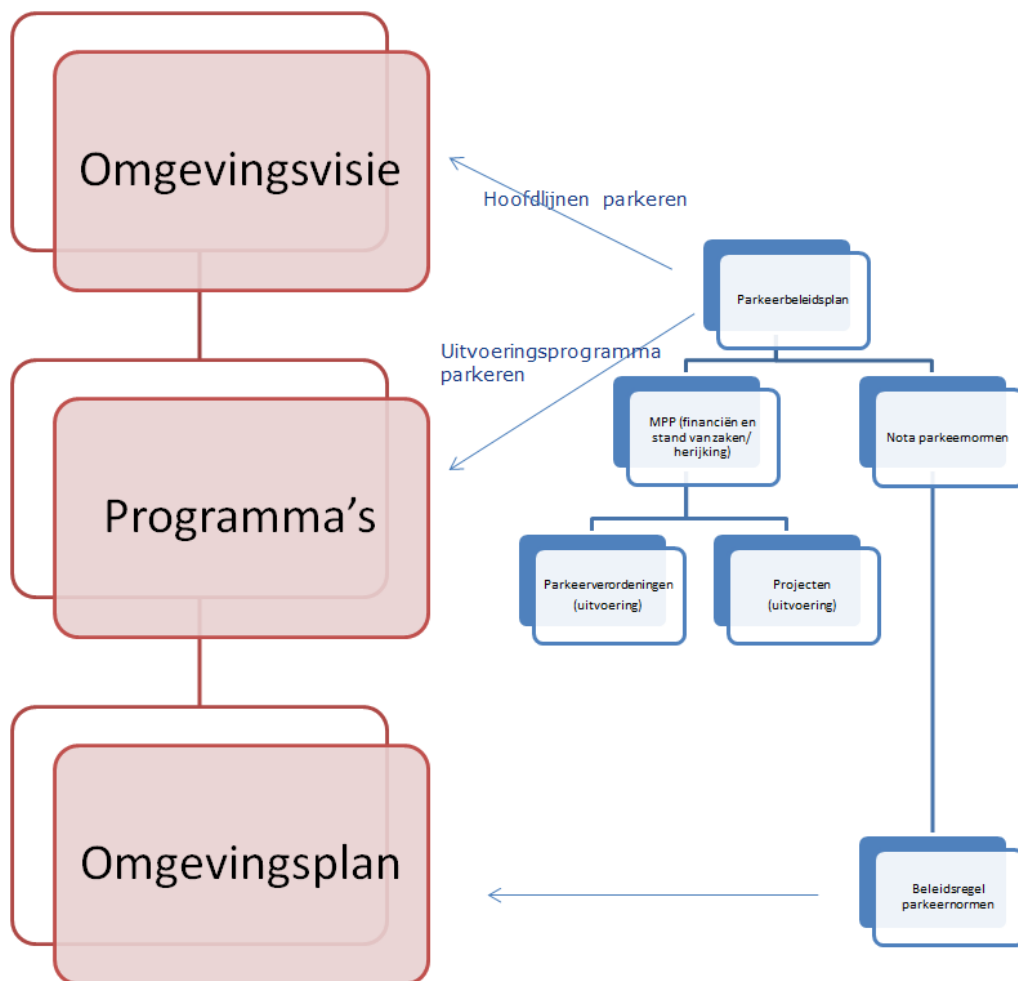 Omgevingsvisie
Hoofdlijnen parkeren
Parkeerbeleidsplan
Uitvoeringsprogramma
parkeren
MPP (financiën en
stand van zaken/
herijking)
Nota parkeernormen
Programma's
Parkeerverordeningen
(uitvoering)
Projecten
(uitvoering)
Omgevingsplan
Beleidsregel
parkeernormen